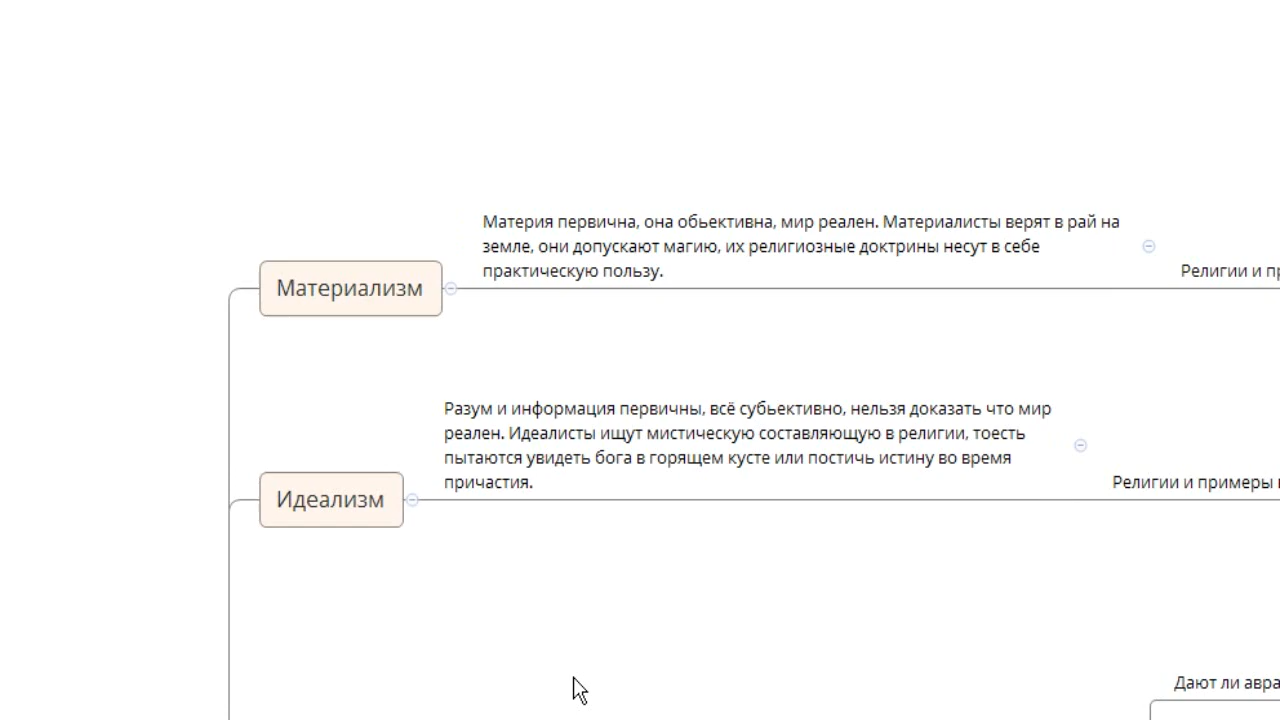 Материя первична, она обьективна, мир реален. Материалисты верят в рай на
земле, они допускают магию, их религиозные доктрины несут в себе
практическую пользу.
Религии и
Материализм
Разум и информация первичны, всё субьективно, нельзя доказать что мир
реален. Идеалисты ищут мистическую составляющую в религии, тоесть
пытаются увидеть бога в горящем кусте или постичь истину во время
причастия.
Религии и примеры
Идеализм
Дают ли